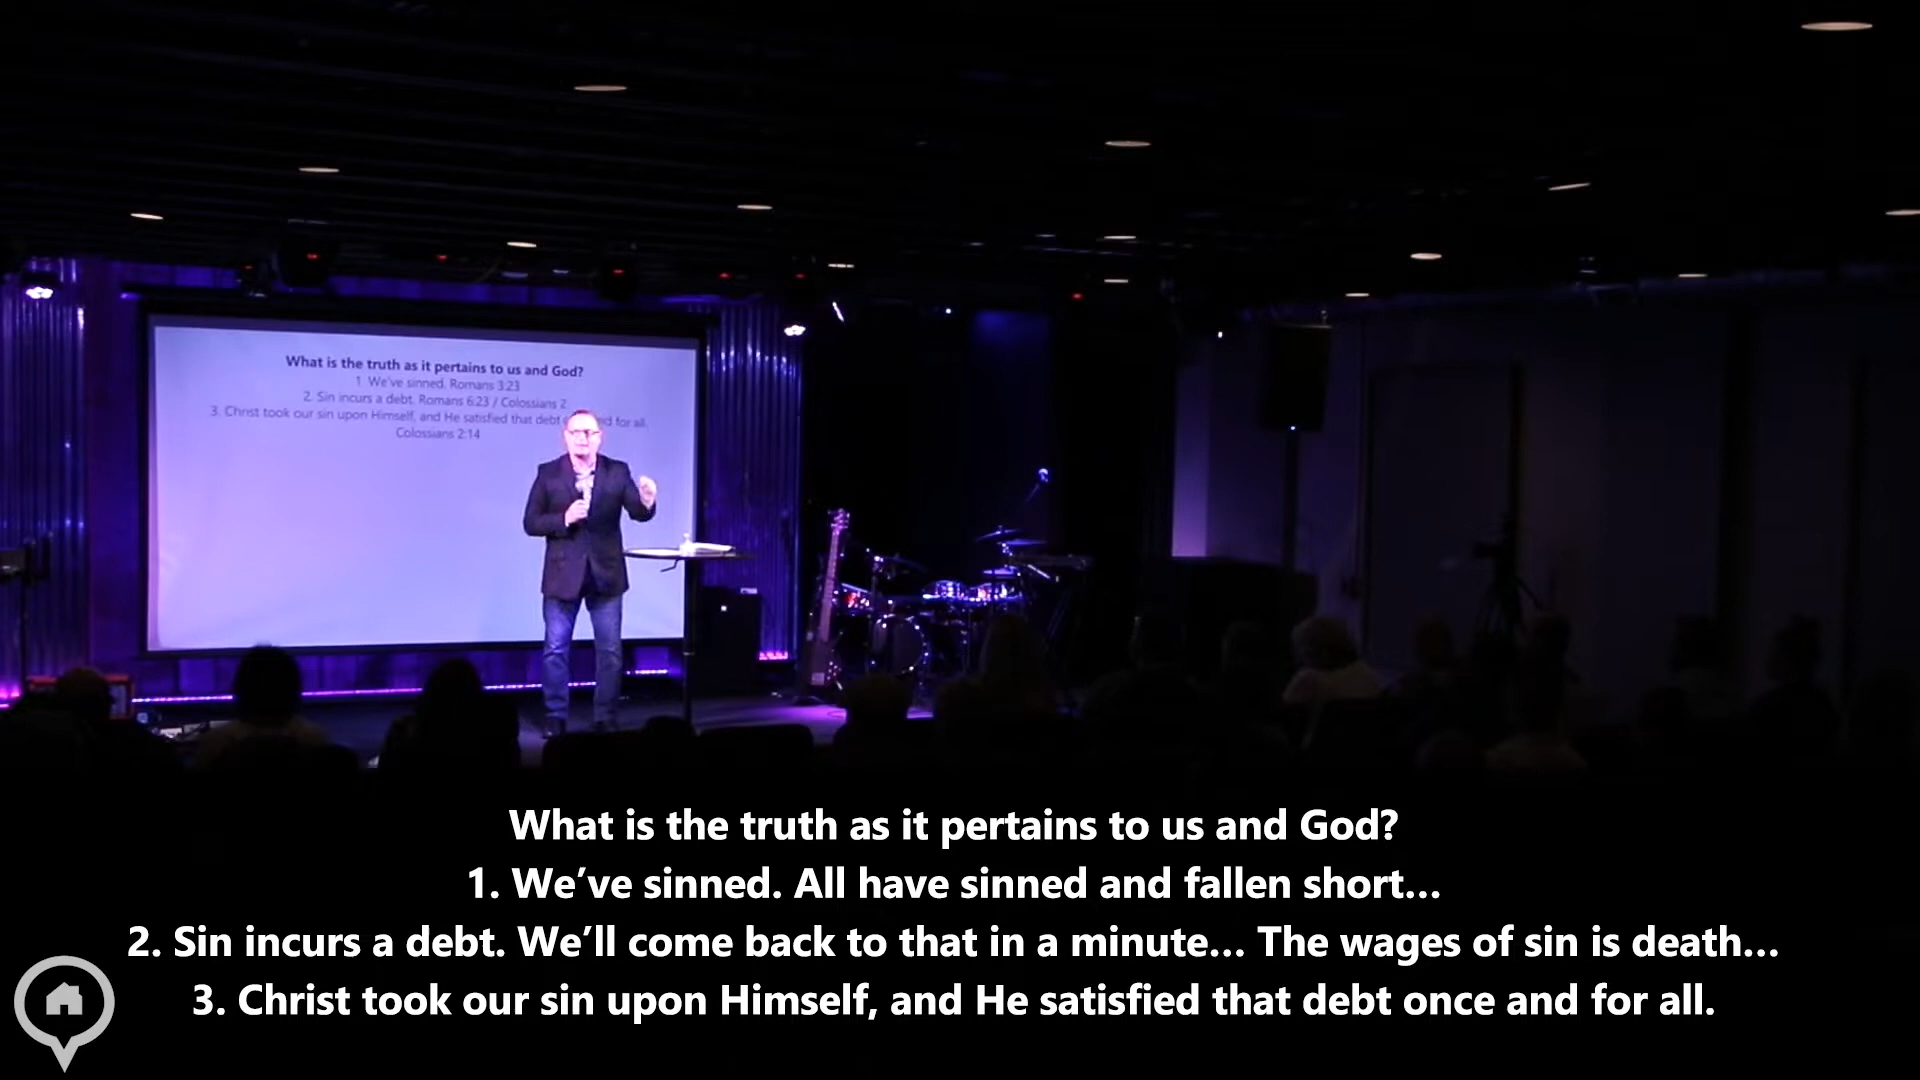 What is the truth as it pertains to us and God?
1. We've sinned. Romans 3:23
2. Sin incurs a debt. Romans 6:23 / Colossians 2
3. Christ took our sin upon Himself, and He satisfied that debt for all.
Colossians 2:14
What is the truth as it pertains to us and God?
1. We’ve sinned. All have sinned and fallen short…
2. Sin incurs a debt. We’ll come back to that in a minute… The wages of sin is death…
3. Christ took our sin upon Himself, and He satisfied that debt once and for all.